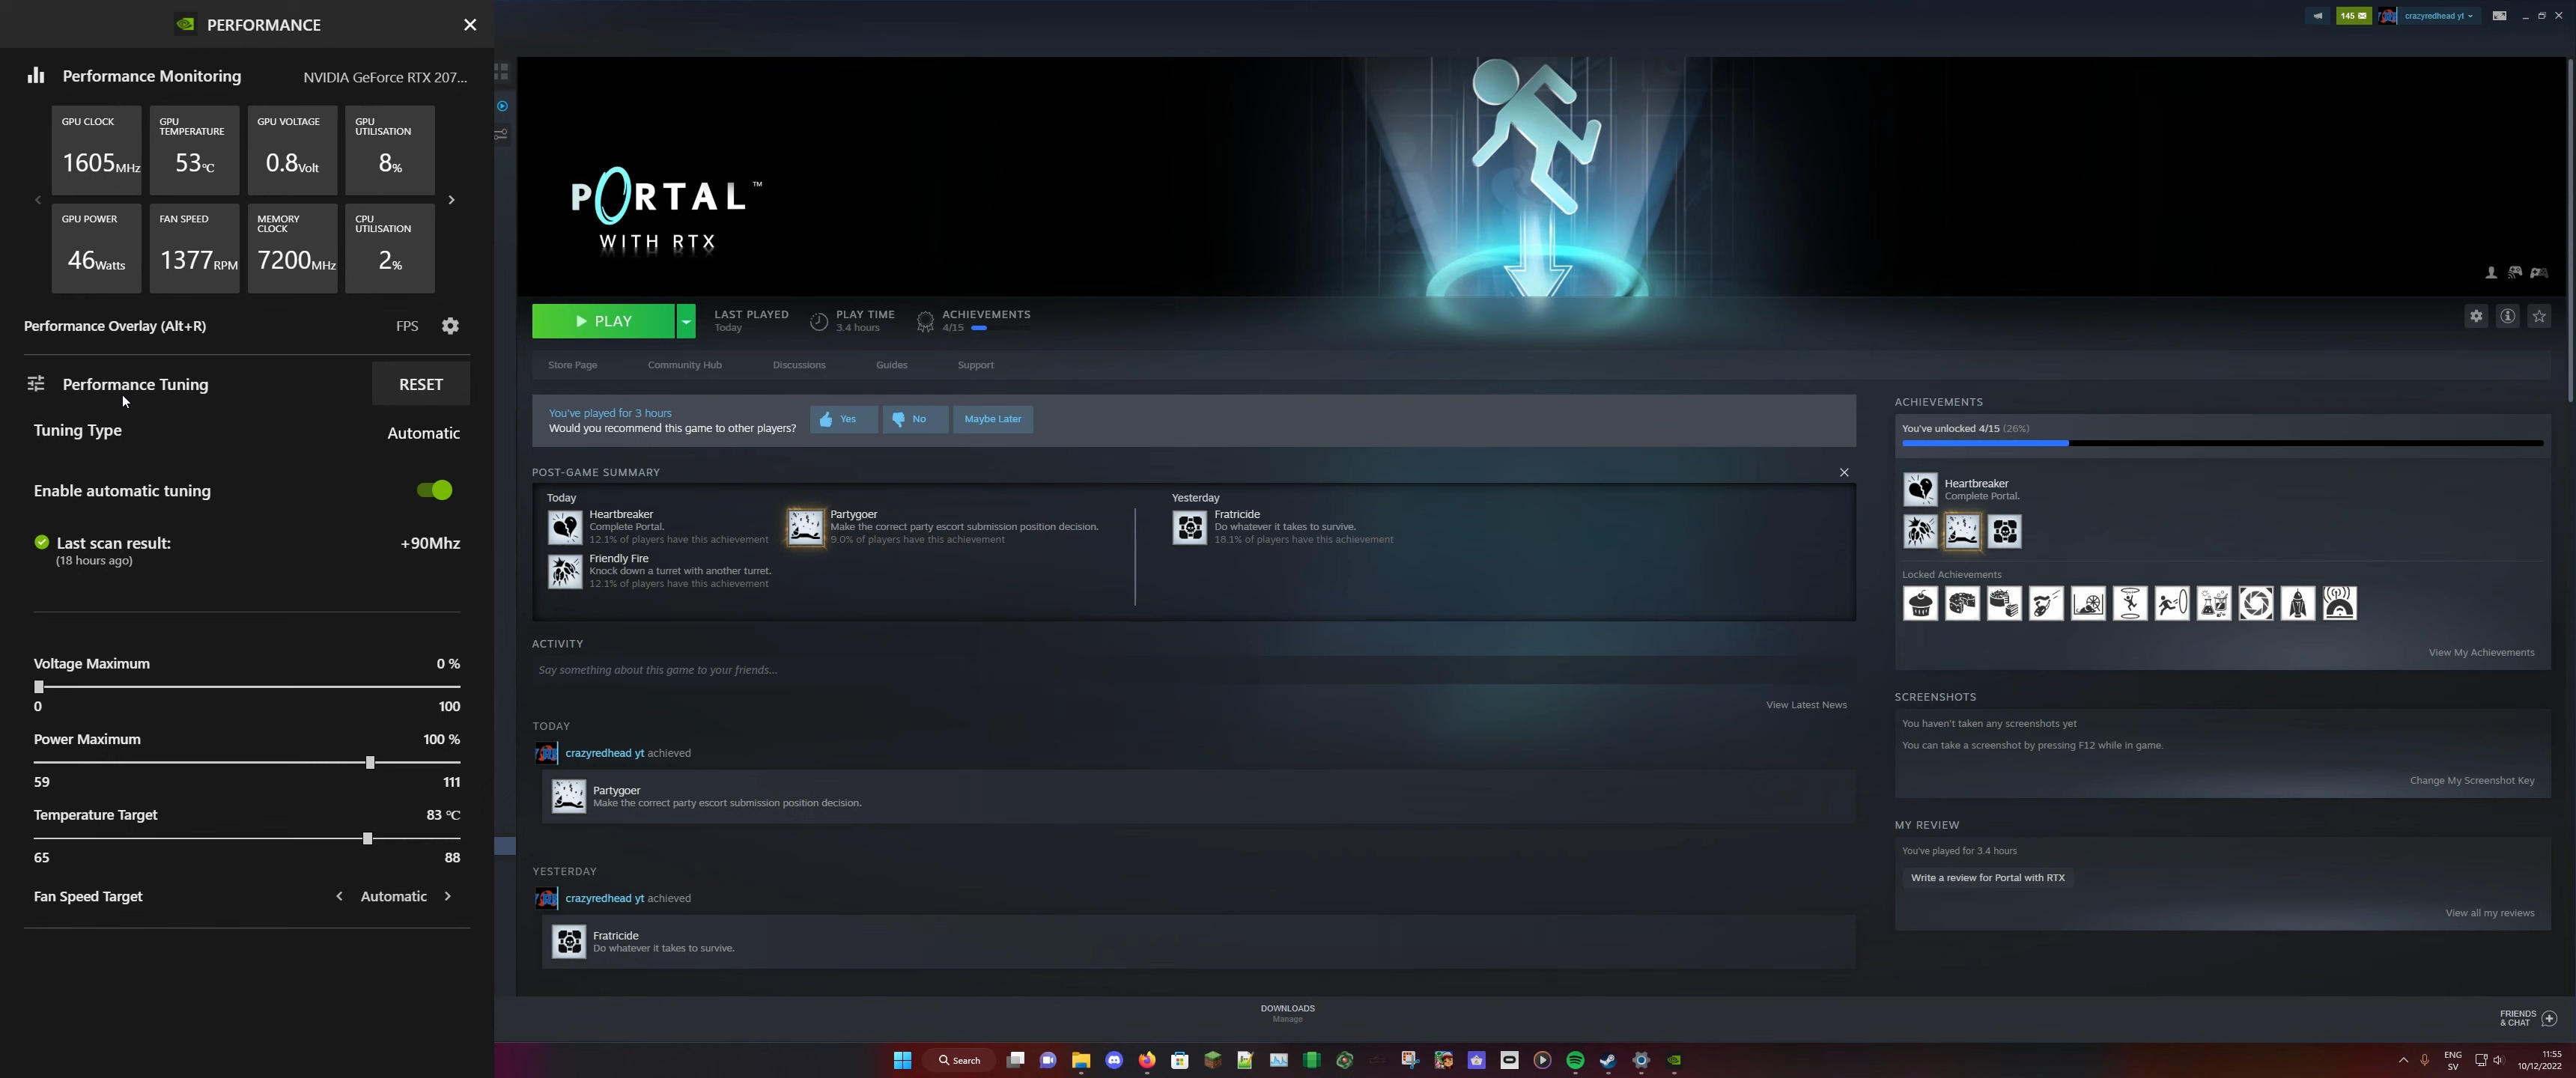 PERFORMANCE
Performance Monitoring
NVIDIA GeForce RTX 207...
GPU CLOCK
1605MHz
GPU
TEMPERATURE
53°C
GPU VOLTAGE
0.8Volt
GPU
UTILISATION
8%
GPU POWER
46Watts
FAN SPEED
1377RPM
MEMORY
CLOCK
7200MHz
CPU
UTILISATION
2%
Performance Overlay (Alt+R)
FPS
Performance Tuning
RESET
Tuning Type
Automatic
Enable automatic tuning
Last scan result:
+90Mhz
(18 hours ago)
Voltage Maximum
0 %
0
100
Power Maximum
100 %
59
111
Temperature Target
83 °C
65
88
Fan Speed Target
Automatic
145
crazyredhead yt
PORTAL™
WITH RTX
PLAY
LAST PLAYED
Today
PLAY TIME
3.4 hours
ACHIEVEMENTS
4/15
Store Page
Community Hub
Discussions
Guides
Support
You've played for 3 hours
Would you recommend this game to other players?
Yes
No
Maybe Later
POST-GAME SUMMARY
Today
Heartbreaker
Complete Portal.
12.1% of players have this achievement
Partygoer
Make the correct party escort submission position decision.
9.0% of players have this achievement
Friendly Fire
Knock down a turret with another turret.
12.1% of players have this achievement
Yesterday
Fratricide
Do whatever it takes to survive.
18.1% of players have this achievement
ACTIVITY
Say something about this game to your friends...
View Latest News
TODAY
crazyredhead yt achieved
Partygoer
Make the correct party escort submission position decision.
YESTERDAY
crazyredhead yt achieved
Fratricide
Do whatever it takes to survive.
ACHIEVEMENTS
You've unlocked 4/15 (26%)
Heartbreaker
Complete Portal.
Locked Achievements
View My Achievements
SCREENSHOTS
You haven't taken any screenshots yet
You can take a screenshot by pressing F12 while in game.
Change My Screenshot Key
MY REVIEW
You've played for 3.4 hours
Write a review for Portal with RTX
View all my reviews
DOWNLOADS
Manage
FRIENDS
& CHAT
Search
ENG
SV
11:55
10/12/2022